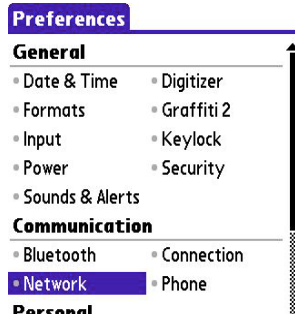 Preferences
General
• Date & Time • Digitizer
• Formats • Graffiti 2
• Input • Keylock
• Power • Security
• Sounds & Alerts
Communication
• Bluetooth • Connection
• Network • Phone
Personal